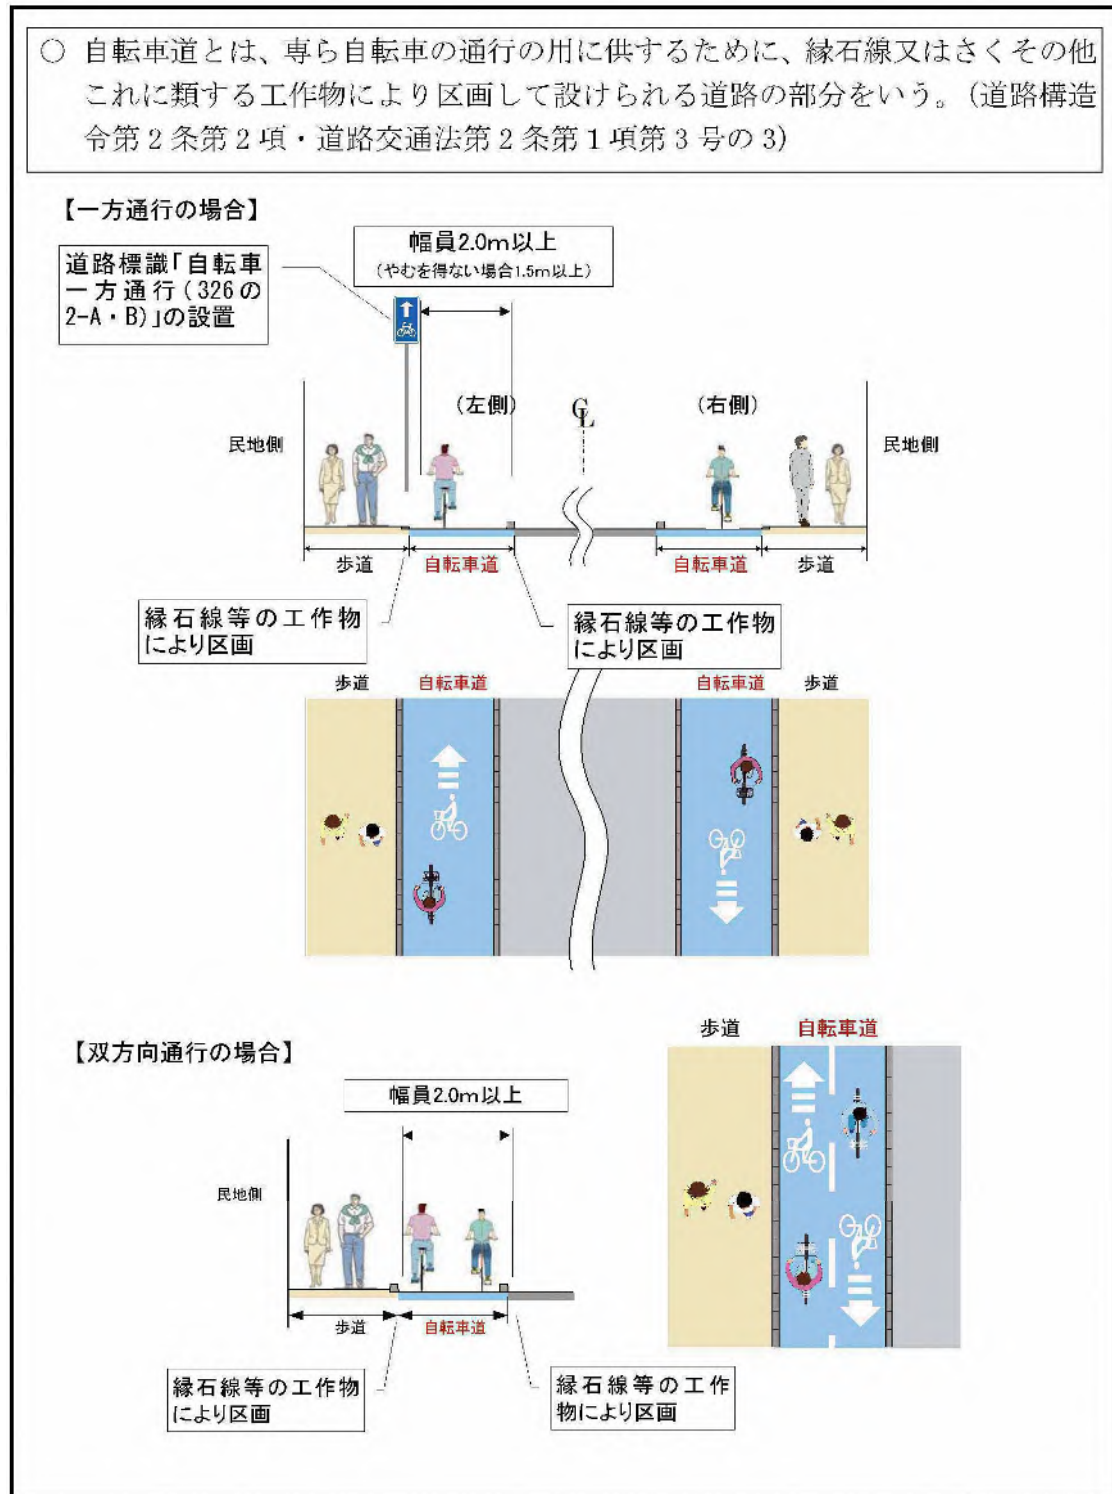 ○ 自転車道とは、専ら自転車の通行の用に供するために、縁石線又はさくその他
これに類する工作物により区画して設けられる道路の部分をいう。(道路構造
令第2条第2項・道路交通法第2条第1項第3号の3)
【一方通行の場合】
幅員2.0m以上
(やむを得ない場合1.5m以上)
道路標識「自転車
一方通行(326の
2-A・B)」の設置
(左側)
CL
(右側)
民地側
民地側
歩道
自転車道
自転車道
歩道
縁石線等の工作物
により区画
縁石線等の工作物
により区画
歩道
自転車道
自転車道
歩道
【双方向通行の場合】
歩道
自転車道
幅員2.0m以上
民地側
歩道
自転車道
縁石線等の工作物
により区画
縁石線等の工作
物により区画